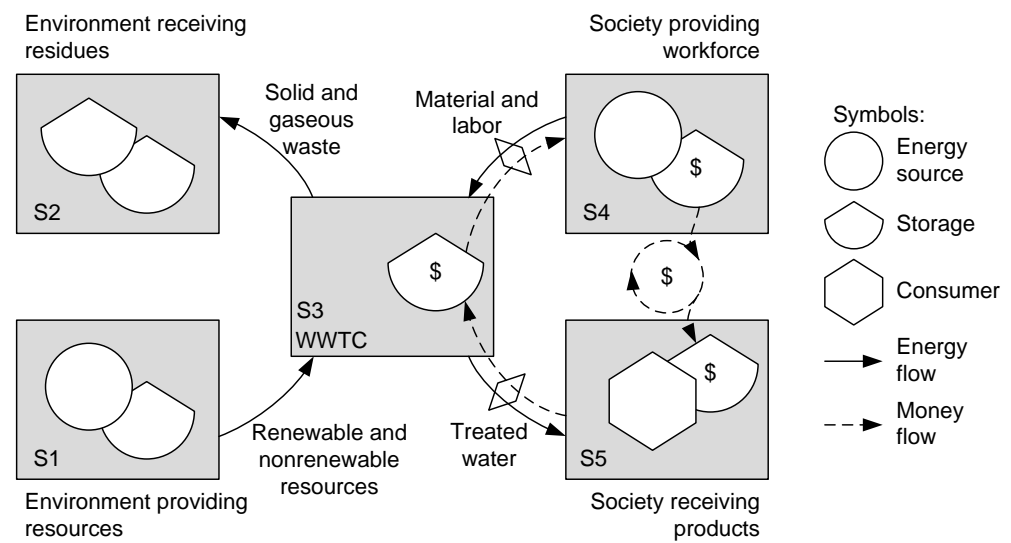 Environment receiving
residues
S2
Solid and
gaseous
waste
Material and
labor
Society providing
workforce
$
S4
$
S3
WWTC
$
S1
Environment providing
resources
Renewable and
nonrenewable
resources
Treated
water
$
S5
Society receiving
products
Symbols:
Energy
source
Storage
Consumer
Energy
flow
Money
flow